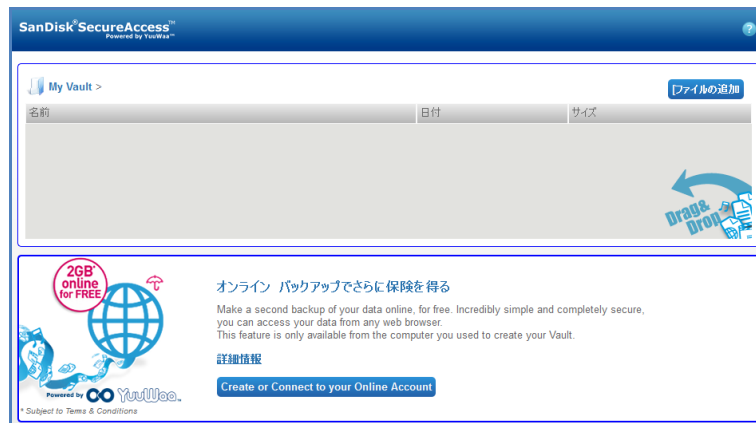 SanDisk® SecureAccess™
Powered by YuuWaa™
?
My Vault >
[ファイルの追加
名前 日付 サイズ
Drag&
Drop
2GB*
online
for FREE
オンライン バックアップでさらに保険を得る
Make a second backup of your data online, for free. Incredibly simple and completely secure,
you can access your data from any web browser.
This feature is only available from the computer you used to create your Vault.
詳細情報
Create or Connect to your Online Account
Powered by YuuWaa.
* Subject to Terms & Conditions